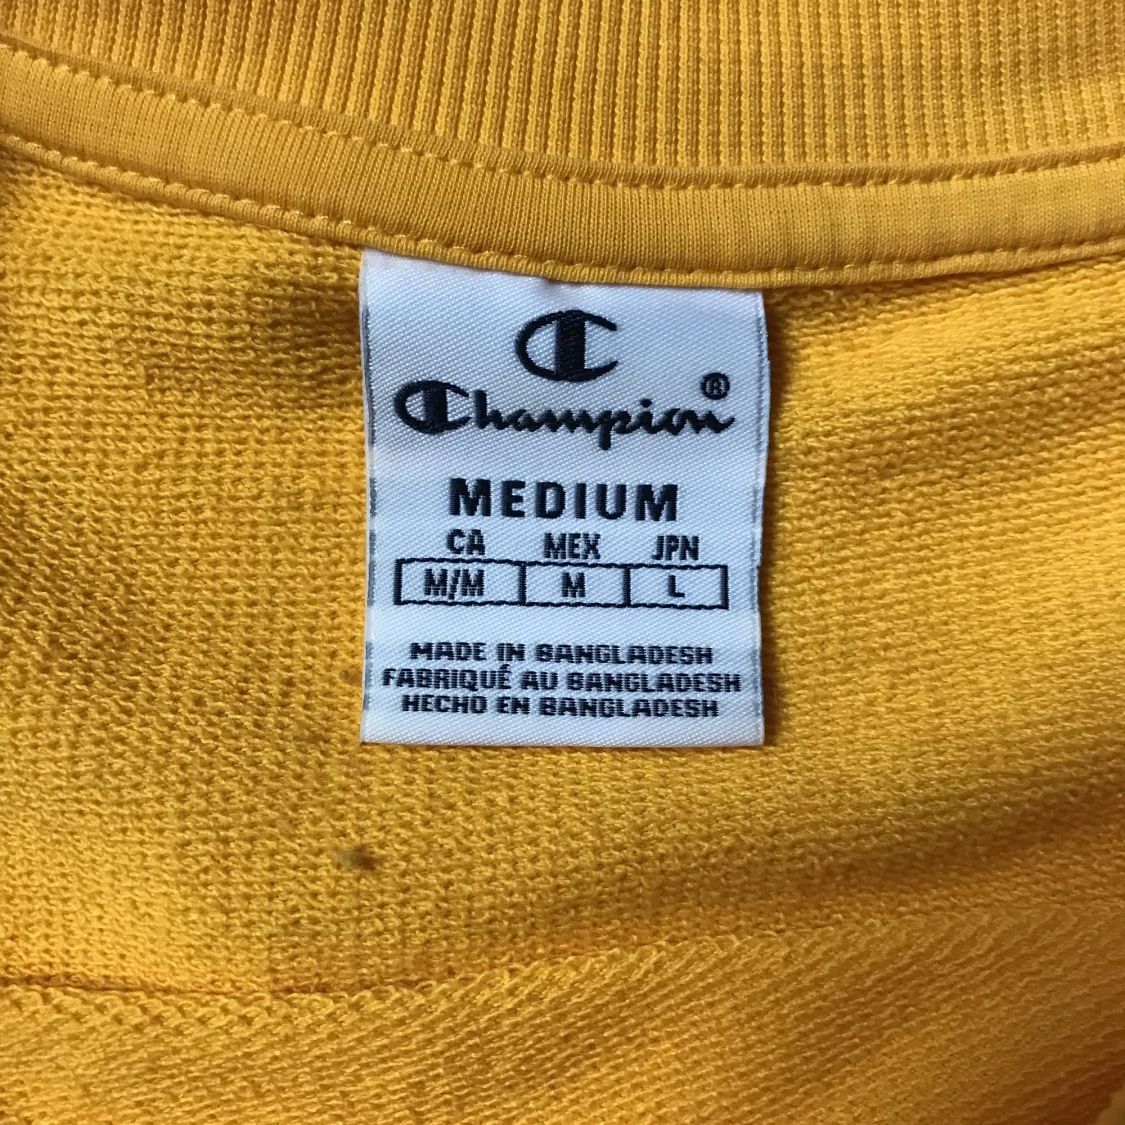 C
Champion®
MEDIUM
CA MEX JPN
M/M M L
MADE IN BANGLADESH
FABRIQUÉ AU BANGLADESH
HECHO EN BANGLADESH